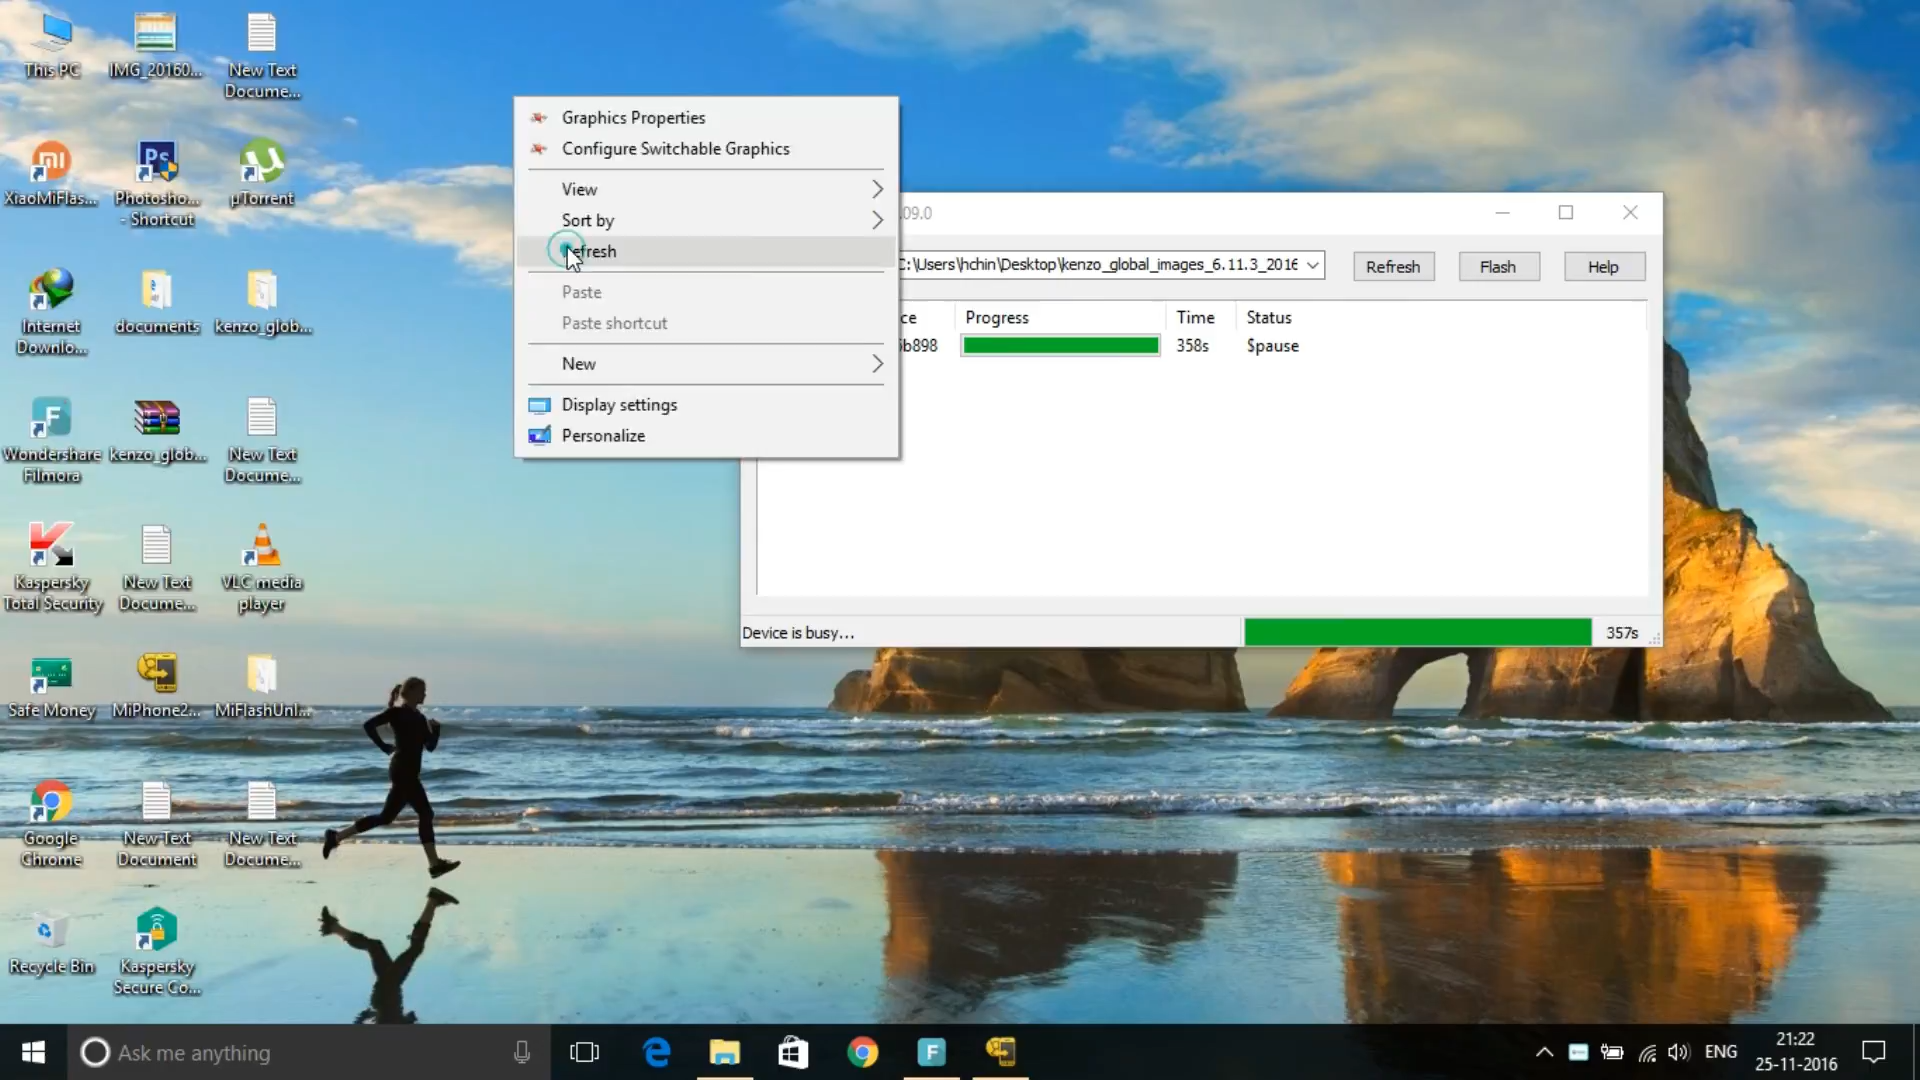 This PC
IMG_20160...
New Text
Docume...
XiaoMiFlas...
Photosho...
- Shortcut
µTorrent
Internet
Downlo...
documents
kenzo_glob...
Wondershare
Filmora
kenzo_glob...
New Text
Docume...
Kaspersky
Total Security
New Text
Docume...
VLC media
player
Safe Money
MiPhone2...
MiFlashUnl...
Google
Chrome
New Text
Document
New Text
Docume...
Recycle Bin
Kaspersky
Secure Co...
Graphics Properties
Configure Switchable Graphics
View
Sort by
Refresh
Paste
Paste shortcut
New
Display settings
Personalize
.09.0
C:\Users\hchin\Desktop\kenzo_global_images_6.11.3_2016
Refresh
Flash
Help
ce
Progress
Time
Status
b898
358s
$pause
Device is busy...
357s
Ask me anything
ENG
21:22
25-11-2016